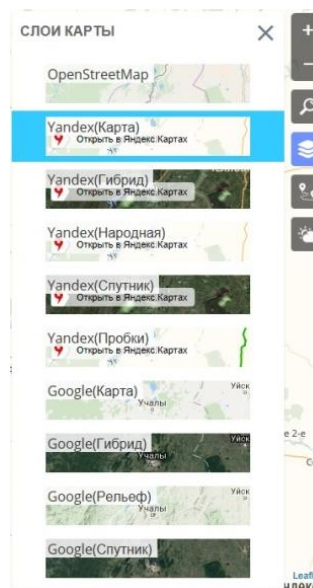 СЛОИ КАРТЫ
OpenStreetMap
Yandex(Карта)
Открыть в Яндекс.Картах
Yandex(Гибрид)
Открыть в Яндекс.Картах
Yandex(Народная)
Открыть в Яндекс.Картах
Yandex(Спутник)
Открыть в Яндекс.Картах
Yandex(Пробки)
Открыть в Яндекс.Картах
Google(Карта)
Уйск
Учалы
Google(Гибрид)
Уйск
Учалы
е 2-е
Google(Рельеф)
Уйск
Учалы
Google(Спутник)
Leafl